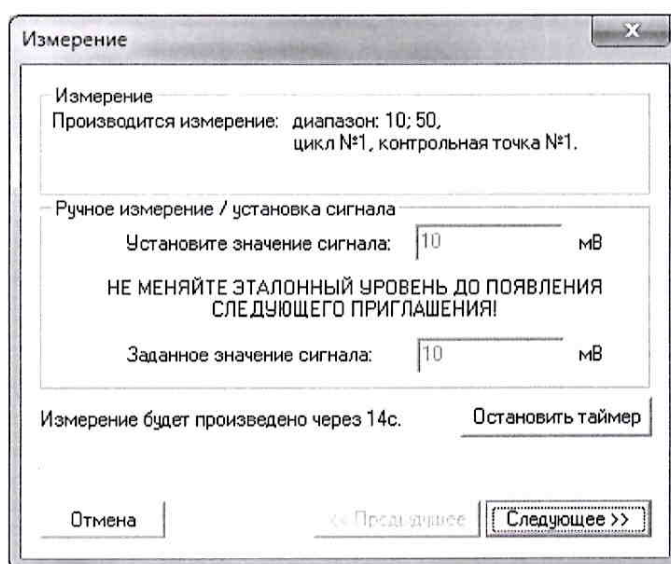 Измерение
x
Измерение
Производится измерение: диапазон: 10; 50,
цикл №1, контрольная точка №1.
Ручное измерение / установка сигнала
Установите значение сигнала: 10 мВ
НЕ МЕНЯЙТЕ ЭТАЛОННЫЙ УРОВЕНЬ ДО ПОЯВЛЕНИЯ
СЛЕДУЮЩЕГО ПРИГЛАШЕНИЯ!
Заданное значение сигнала: 10 мВ
Измерение будет произведено через 14с. Остановить таймер
Отмена << Предыдущее Следующее >>